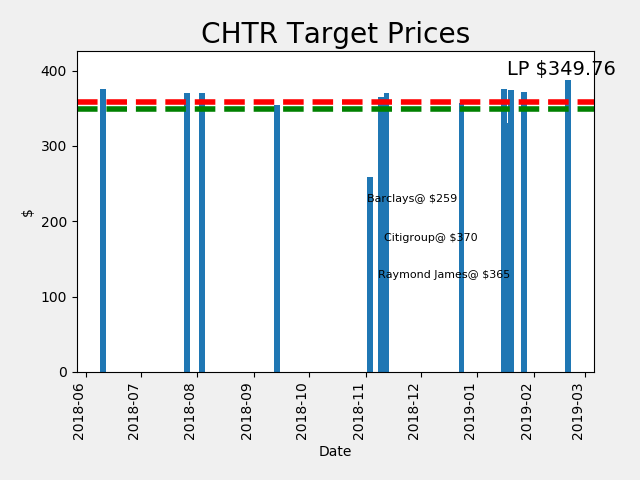 CHTR Target Prices
LP $349.76
400
300
200
100
0
$
Barclays@ $259
Citigroup@ $370
Raymond James@ $365
2018-06
2018-07
2018-08
2018-09
2018-10
2018-11
2018-12
2019-01
2019-02
2019-03
Date